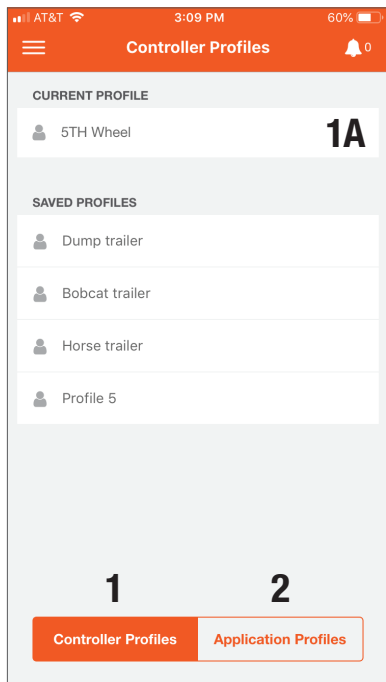 AT&T 3:09 PM 60%
Controller Profiles 0
CURRENT PROFILE
5TH Wheel 1A
SAVED PROFILES
Dump trailer
Bobcat trailer
Horse trailer
Profile 5
1 2
Controller Profiles Application Profiles